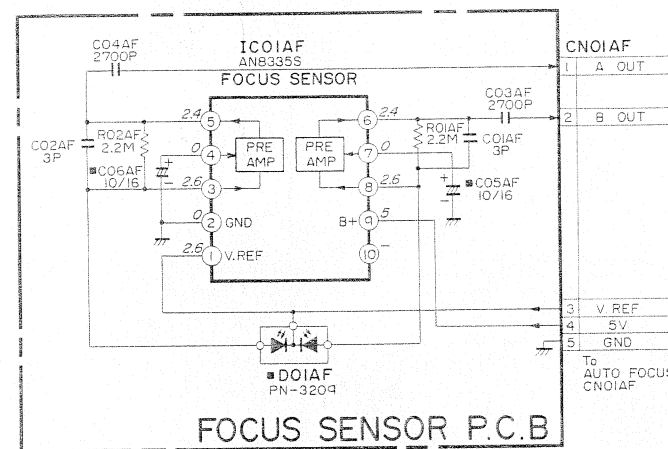 C04AF
2700P
IC01AF
AN8335S
FOCUS SENSOR
CN01AF
1 A OUT
C03AF
2700P
2 B OUT
2.4 5
6 2.4
C02AF
3P
R02AF
2.2M
R01AF
2.2M
C01AF
3P
0 4
PRE
AMP
PRE
AMP
7 0
C06AF
10/16
+
-
2.6 3
8 2.6
+
-
C05AF
10/16
0 2 GND
B+ 9 5
2.6 1 V.REF
10 -
3 V.REF
4 5V
5 GND
D01AF
PN-3209
To
AUTO FOCUS
CN01AF
FOCUS SENSOR P.C.B